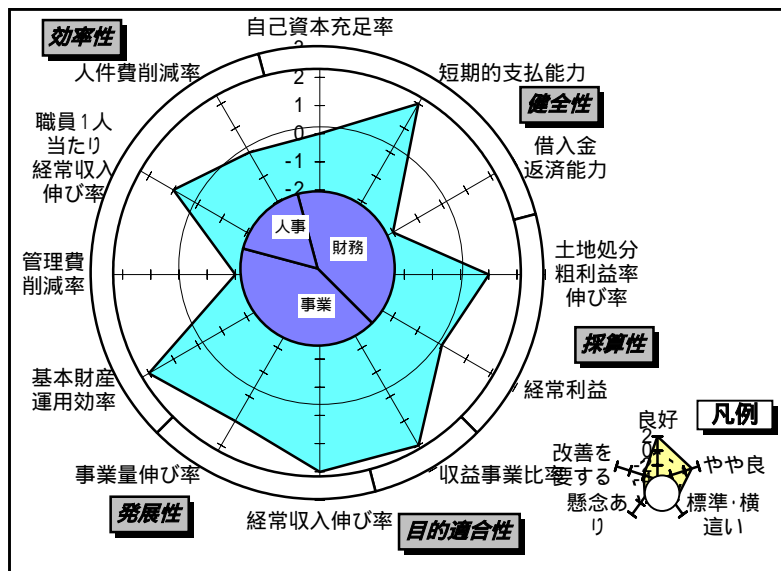 自己資本充足率
効率性
人件費削減率
短期的支払能力
健全性
3
2
1
0
-1
-2
職員1人
当たり
経常収入
伸び率
借入金
返済能力
人事
財務
事業
管理費
削減率
土地処分
粗利益率
伸び率
採算性
基本財産
運用効率
経常利益
凡例
良好
改善を
要する
やや良
懸念あ
り
標準・横
這い
事業量伸び率
収益事業比率
発展性
経常収入伸び率
目的適合性